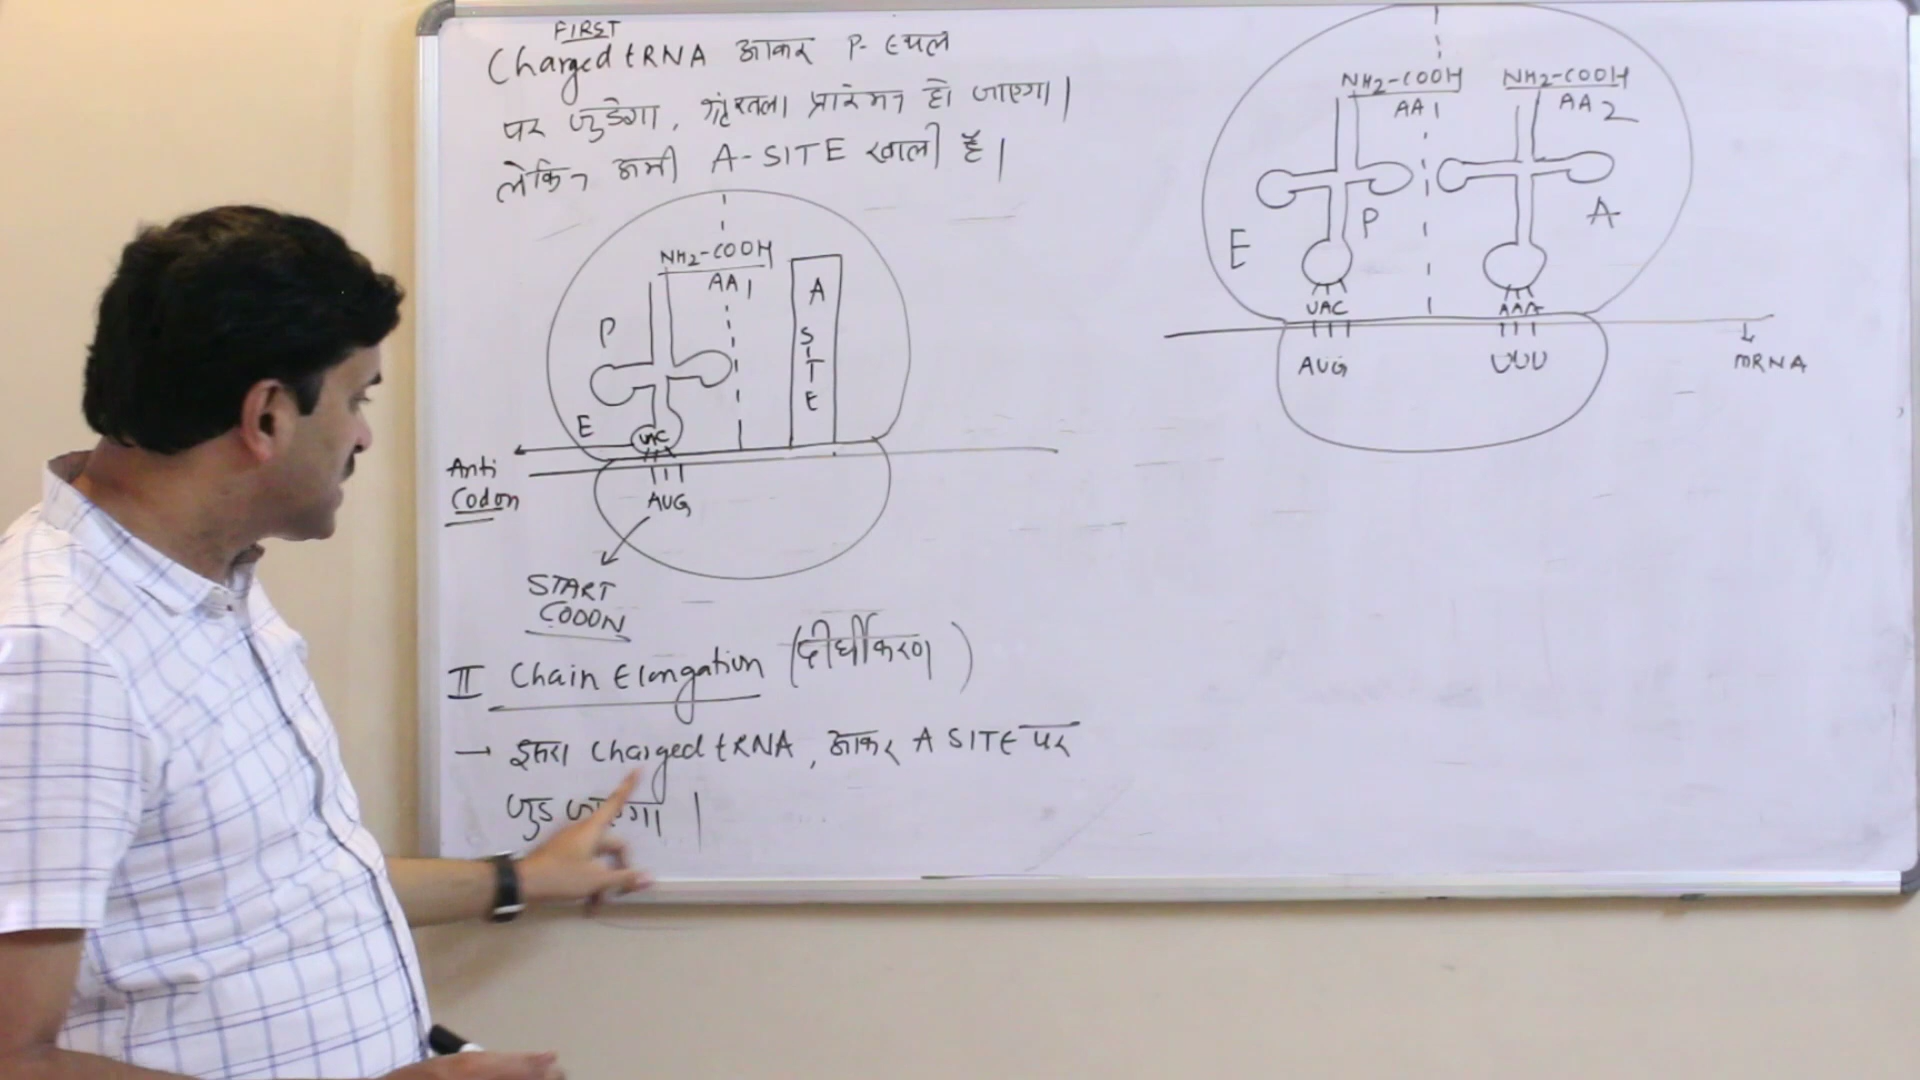 FIRST
Charged tRNA आकर P-स्थल
पर जुडेगा, श्रृंखला प्रारंभन हो जाएगा।
लेकिन अभी A-SITE खाली है।
NH2-COOH
AA1
P
A
SITE
E
UAC
Anti
Codon
AUG
START
CODON
II Chain Elongation (दीर्घीकरण)
→ दूसरा Charged tRNA, आकर A SITE पर
जुड जाएगा।
NH2-COOH NH2-COOH
AA1 AA2
E P A
UAC AAA
AUG UUU
mRNA